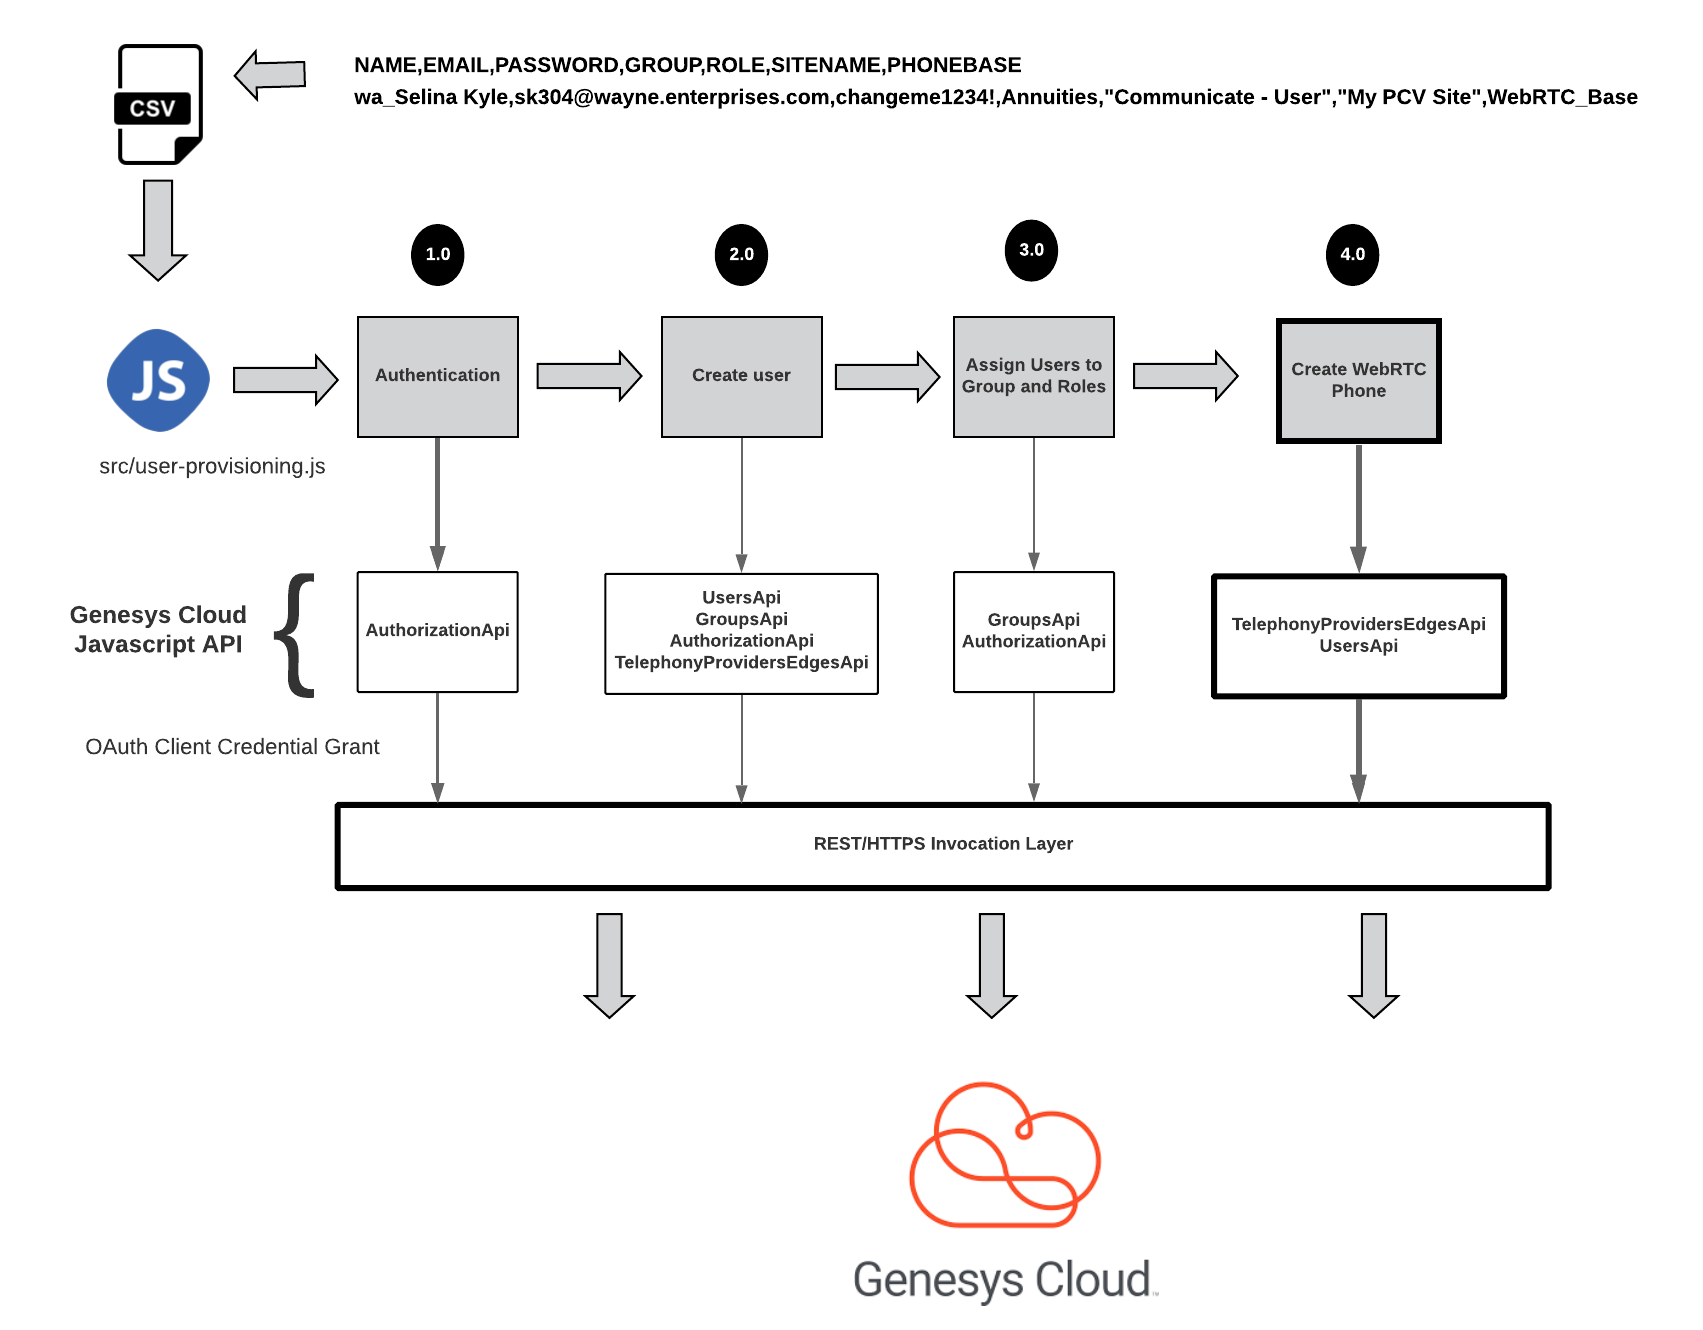 NAME,EMAIL,PASSWORD,GROUP,ROLE,SITENAME,PHONEBASE
wa_Selina Kyle,sk304@wayne.enterprises.com,changeme1234!,Annuities,"Communicate - User","My PCV Site",WebRTC_Base
CSV
1.0
2.0
3.0
4.0
JS
src/user-provisioning.js
Authentication
Create user
Assign Users to
Group and Roles
Create WebRTC
Phone
Genesys Cloud
Javascript API
{
AuthorizationApi
UsersApi
GroupsApi
AuthorizationApi
TelephonyProvidersEdgesApi
GroupsApi
AuthorizationApi
TelephonyProvidersEdgesApi
UsersApi
OAuth Client Credential Grant
REST/HTTPS Invocation Layer
Genesys Cloud™